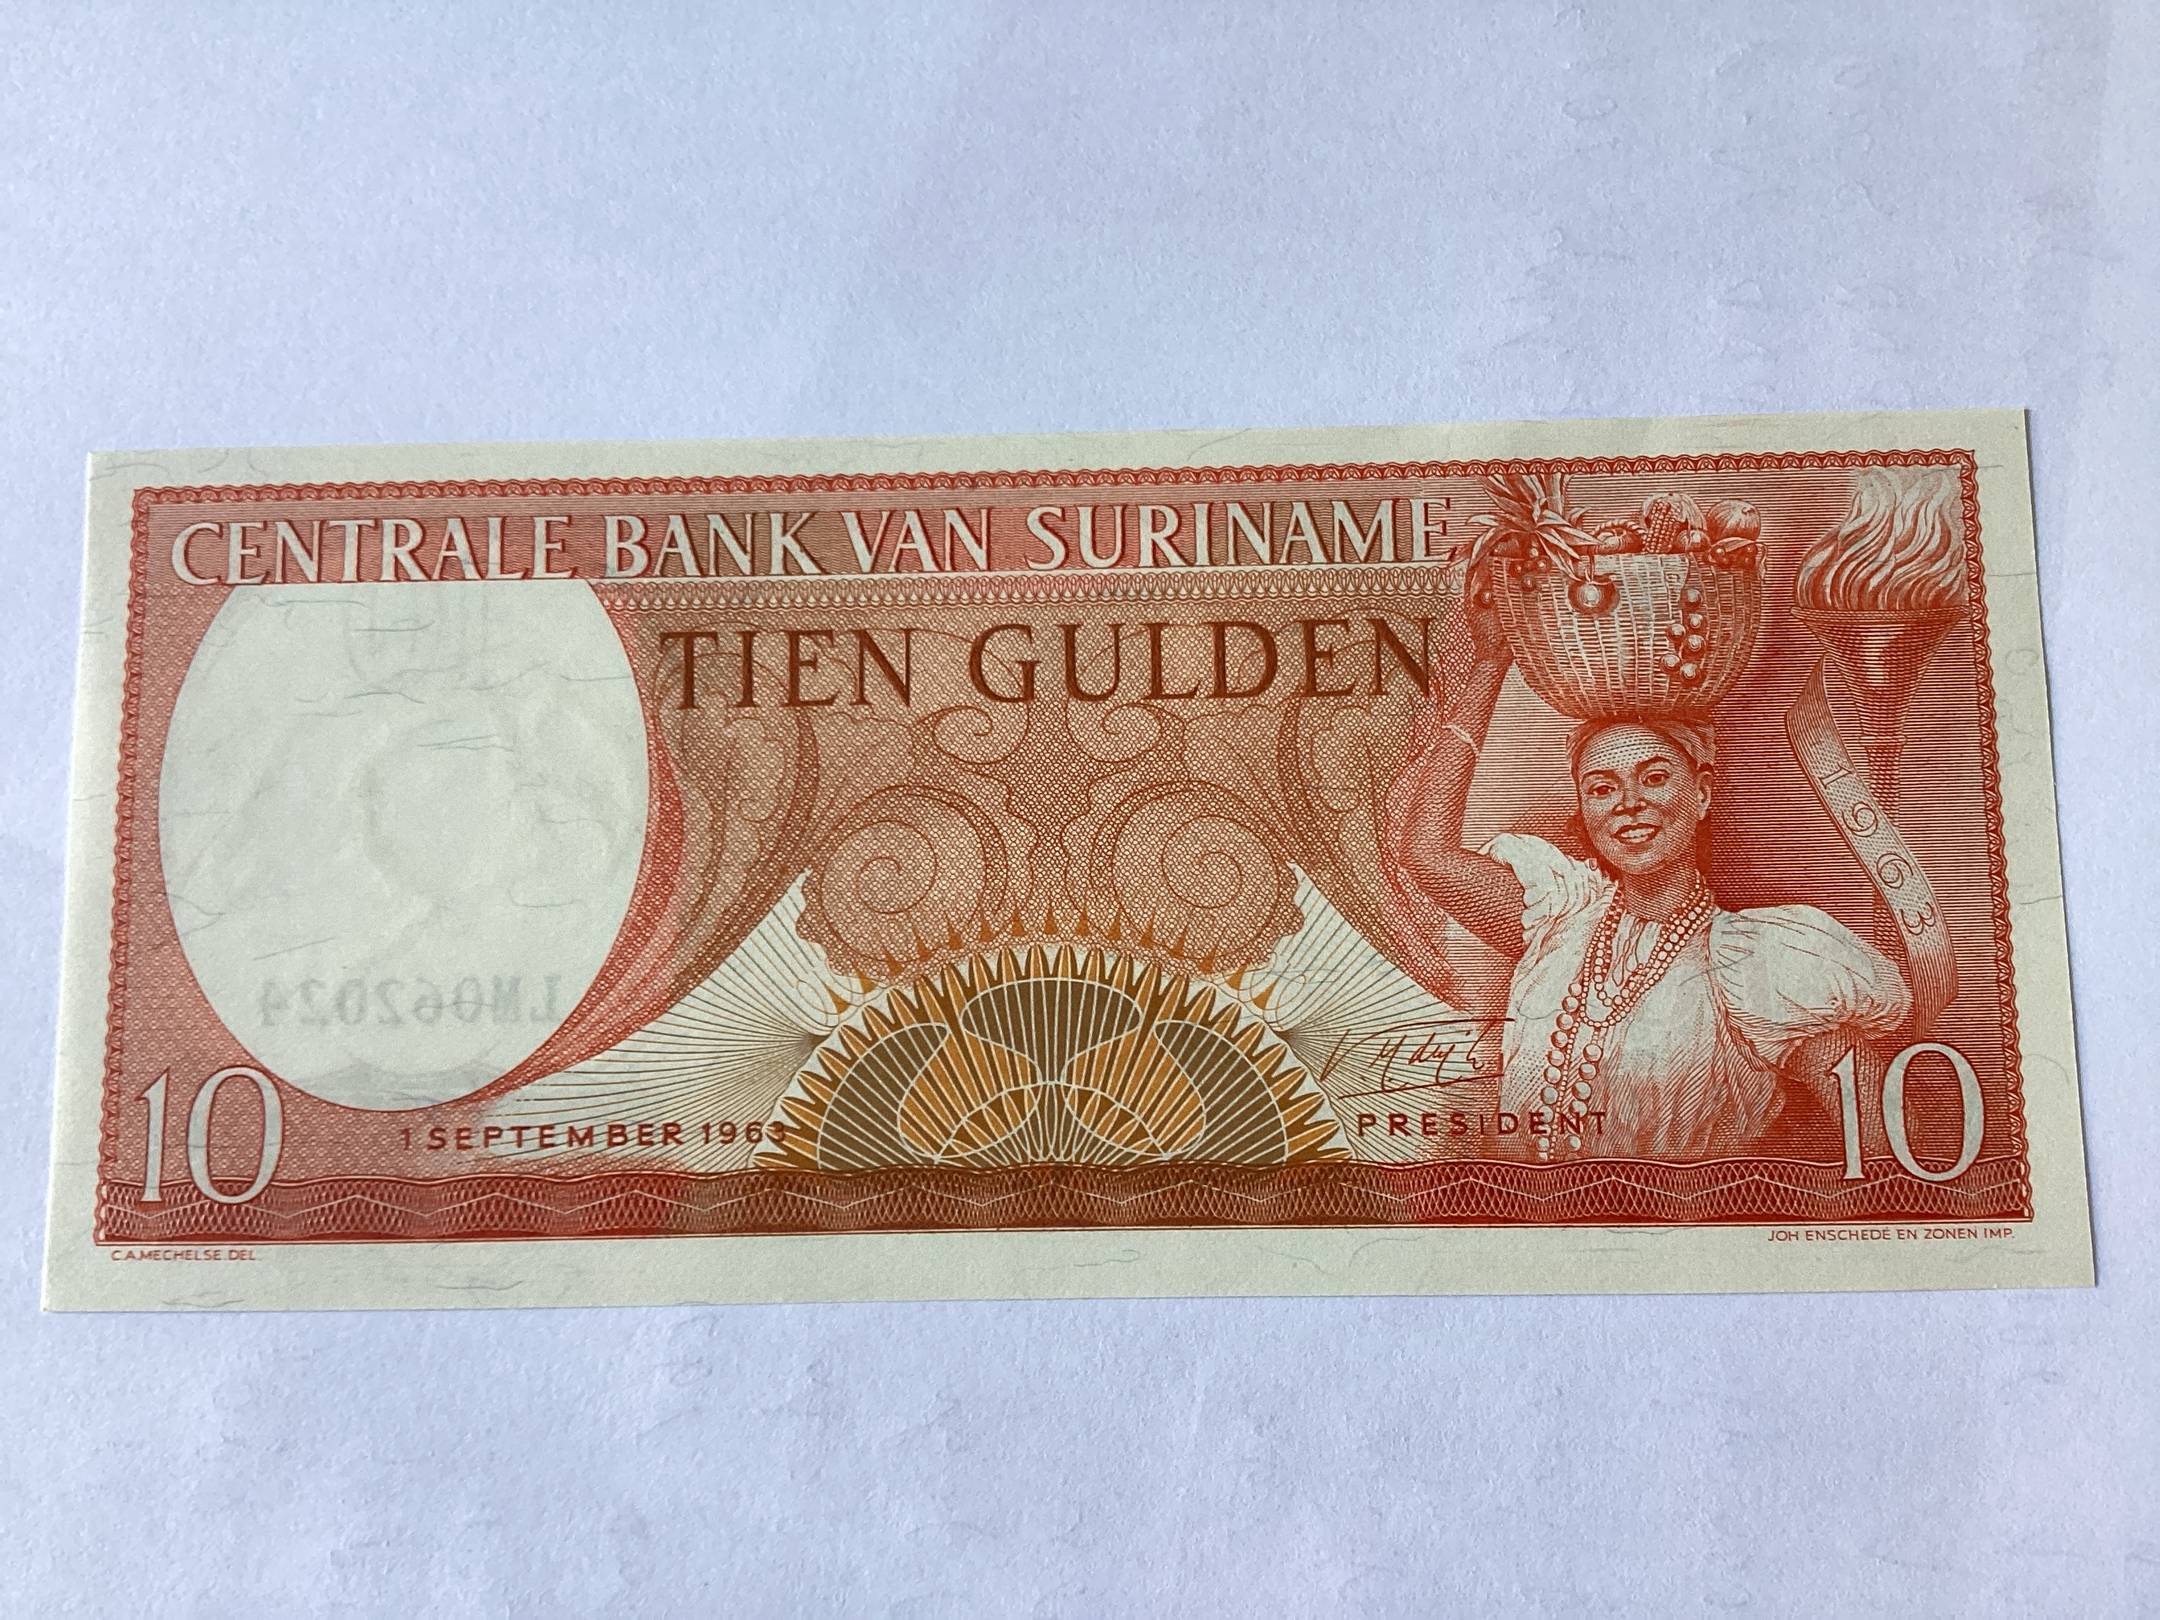 CENTRALE BANK VAN SURINAME
TIEN GULDEN
1963
LM062024
PRESIDENT
1 SEPTEMBER 1963
10
10
C.A.MECHELSE DEL.
JOH. ENSCHEDÉ EN ZONEN IMP.